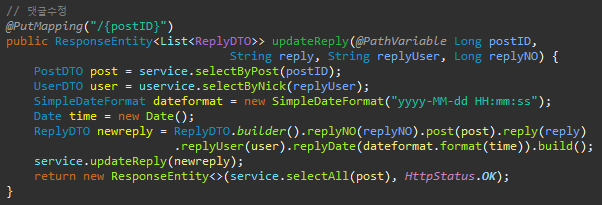 // 댓글수정
@PutMapping("/{postID}")
public ResponseEntity<List<ReplyDTO>> updateReply(@PathVariable Long postID,
String reply, String replyUser, Long replyNO) {
PostDTO post = service.selectByPost(postID);
UserDTO user = service.selectByNick(replyUser);
SimpleDateFormat dateformat = new SimpleDateFormat("yyyy-MM-dd HH:mm:ss");
Date time = new Date();
ReplyDTO newreply = ReplyDTO.builder().replyNO(replyNO).post(post).reply(reply)
.replyUser(user).replyDate(dateformat.format(time)).build();
service.updateReply(newreply);
return new ResponseEntity<>(service.selectAll(post), HttpStatus.OK);
}